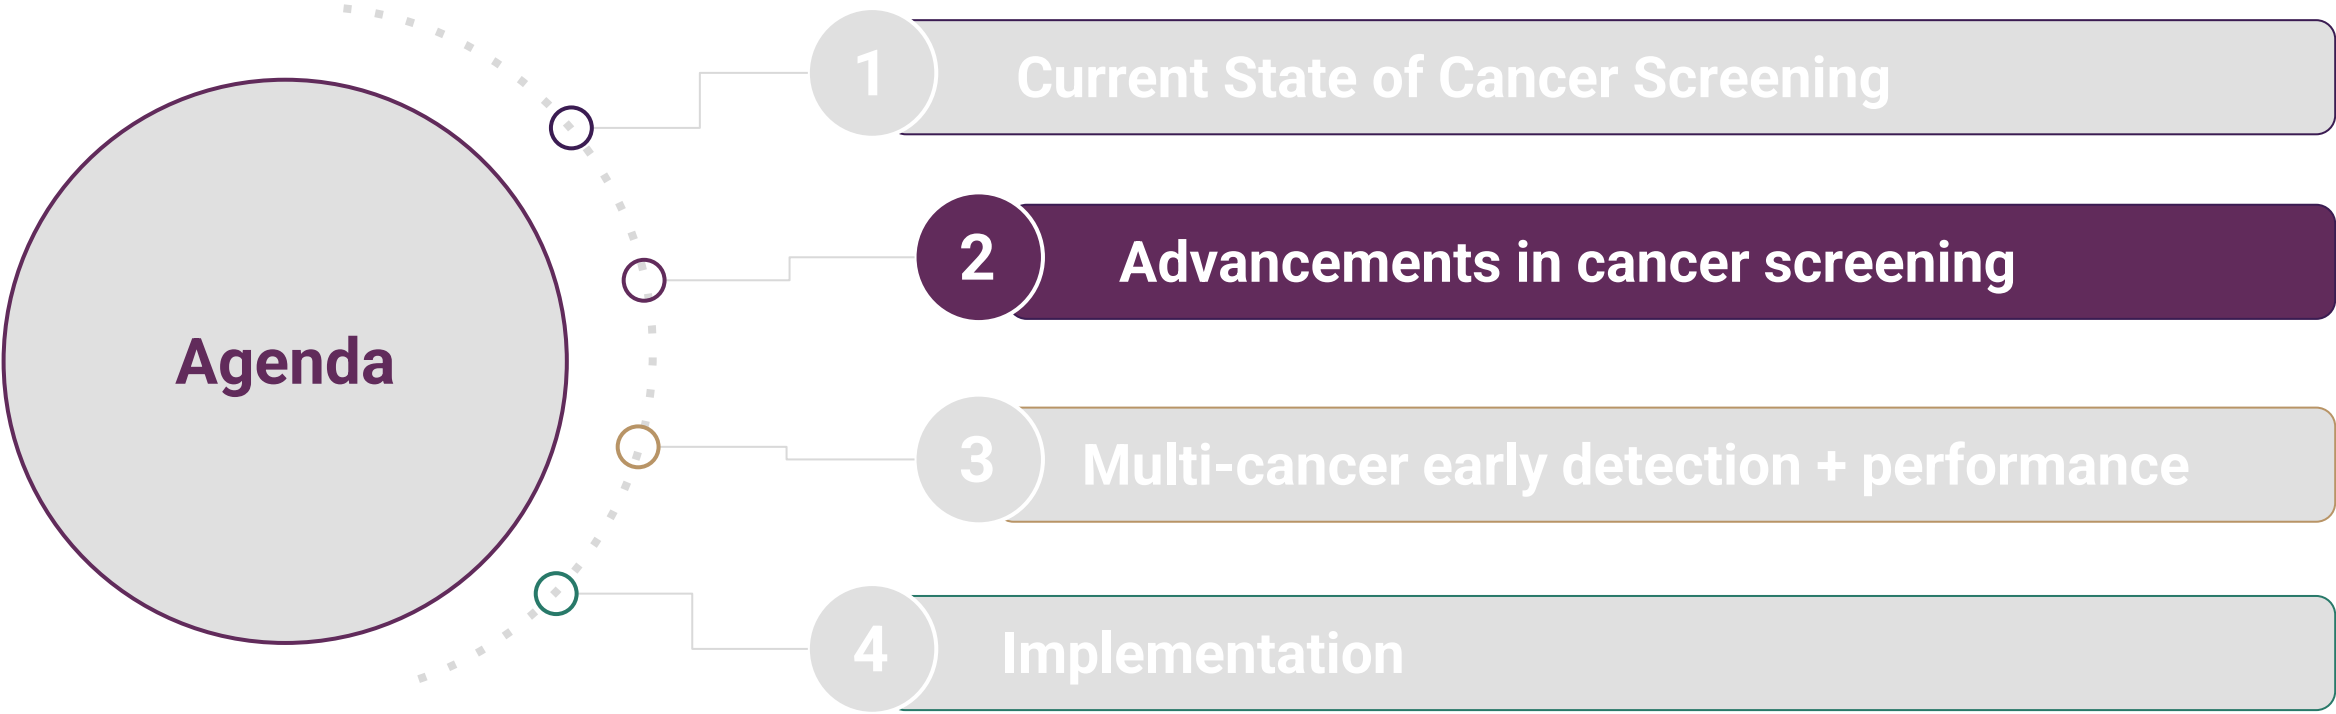 Agenda
1
Current State of Cancer Screening
2
Advancements in cancer screening
3
Multi-cancer early detection + performance
4
Implementation